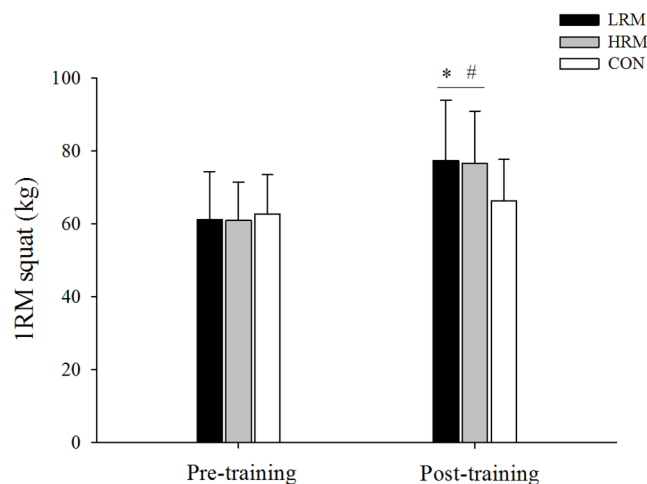 LRM
HRM
CON
* #
100
80
60
40
20
0
1RM squat (kg)
Pre-training
Post-training